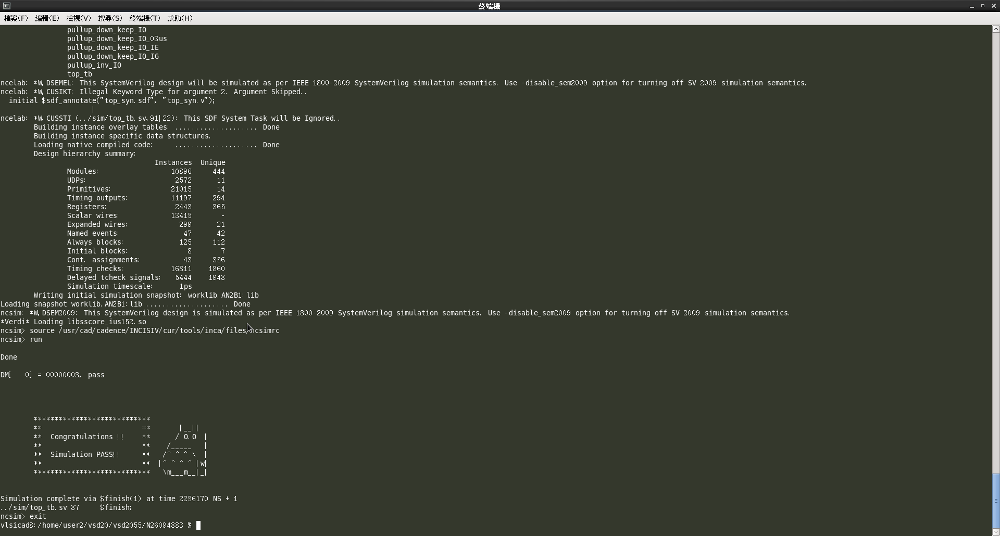 終端機
檔案(F) 編輯(E) 檢視(V) 搜尋(S) 終端機(T) 求助(H)
pullup_down_keep_IO
pullup_down_keep_IO_03us
pullup_down_keep_IO_IE
pullup_down_keep_IO_IG
pullup_inv_IO
top_tb
ncelab: *W,DSEMEL: This SystemVerilog design will be simulated as per IEEE 1800-2009 SystemVerilog simulation semantics. Use -disable_sem2009 option for turning off SV 2009 simulation semantics.
ncelab: *W,CUSIKT: Illegal Keyword Type for argument 2. Argument Skipped..
initial $sdf_annotate("top_syn.sdf", "top_syn.v");
|
ncelab: *W,CUSSTI (../sim/top_tb.sv,91|22): This SDF System Task will be Ignored..
Building instance overlay tables: .................... Done
Building instance specific data structures.
Loading native compiled code: .................... Done
Design hierarchy summary:
Instances Unique
Modules: 10896 444
UDPs: 2572 11
Primitives: 21015 14
Timing outputs: 11197 294
Registers: 2443 365
Scalar wires: 13415 -
Expanded wires: 299 21
Named events: 47 42
Always blocks: 125 112
Initial blocks: 8 7
Cont. assignments: 43 356
Timing checks: 16811 1860
Delayed tcheck signals: 5444 1948
Simulation timescale: 1ps
Writing initial simulation snapshot: worklib.AN2B1:lib
Loading snapshot worklib.AN2B1:lib .................... Done
ncsim: *W,DSEM2009: This SystemVerilog design is simulated as per IEEE 1800-2009 SystemVerilog simulation semantics. Use -disable_sem2009 option for turning off SV 2009 simulation semantics.
*Verdi* Loading libsscore_ius152.so
ncsim> source /usr/cad/cadence/INCISIV/cur/tools/inca/files/ncsimrc
ncsim> run
Done
DM[   0] = 00000003, pass
****************************
**                        **       |__||
**  Congratulations !!    **      / O.O  |
**                        **    /_____   |
**  Simulation PASS!!     **   /^ ^ ^ \  |
**                        **  |^ ^ ^ ^ |w|
****************************   \m___m__|_|
Simulation complete via $finish(1) at time 2256170 NS + 1
../sim/top_tb.sv:87     $finish;
ncsim> exit
vlsicad8:/home/user2/vsd20/vsd2055/N26094883 %